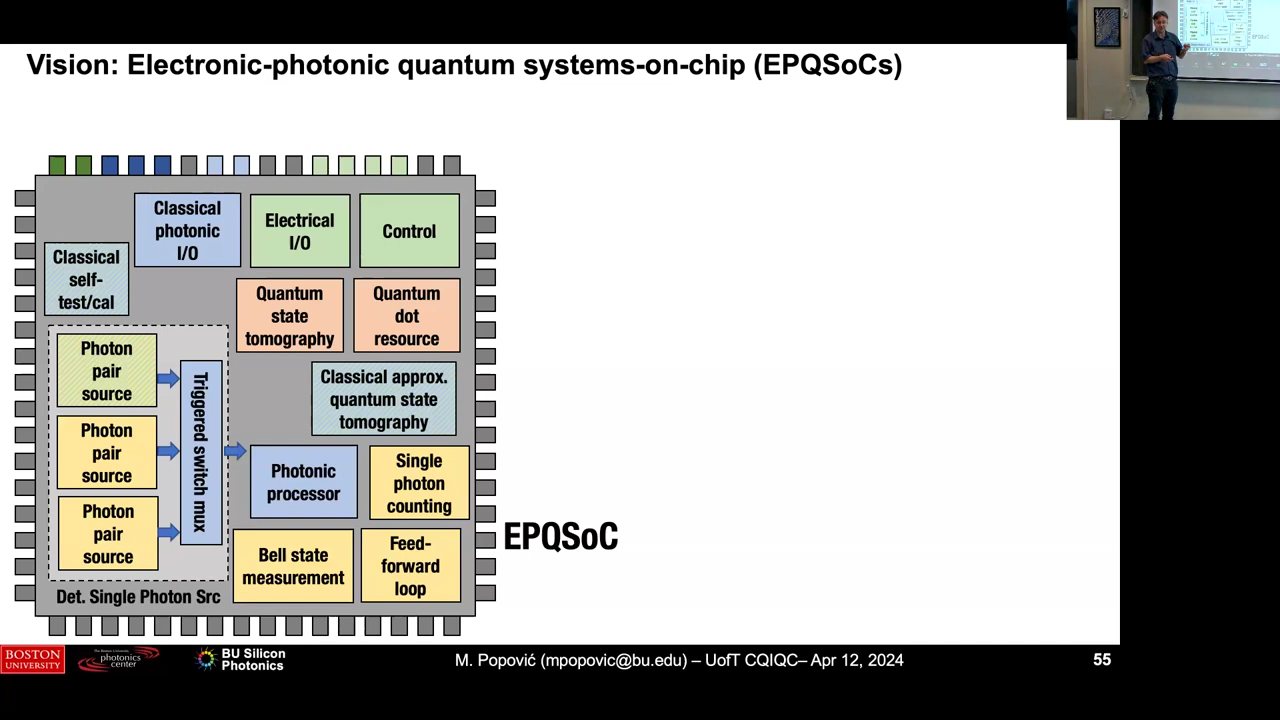 Vision: Electronic-photonic quantum systems-on-chip (EPQSoCs)
Classical
photonic
I/O
Electrical
I/O
Control
Classical
self-
test/cal
Quantum
state
tomography
Quantum
dot
resource
Photon
pair
source
Triggered switch mux
Classical approx.
quantum state
tomography
Photon
pair
source
Photonic
processor
Single
photon
counting
Photon
pair
source
EPQSoC
Bell state
measurement
Feed-
forward
loop
Det. Single Photon Src
BOSTON
UNIVERSITY
photonics
center
BU Silicon
Photonics
M. Popović (mpopovic@bu.edu) – UofT CQIQC– Apr 12, 2024
55